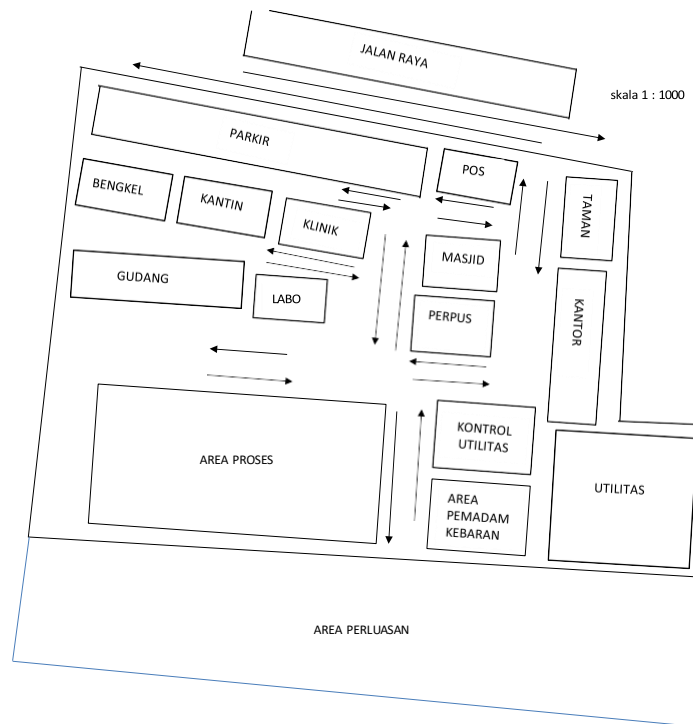 JALAN RAYA
skala 1 : 1000
PARKIR
POS
BENGKEL
KANTIN
KLINIK
TAMAN
MASJID
GUDANG
LABO
PERPUS
KANTOR
KONTROL
UTILITAS
AREA PROSES
UTILITAS
AREA
PEMADAM
KEBARAN
AREA PERLUASAN